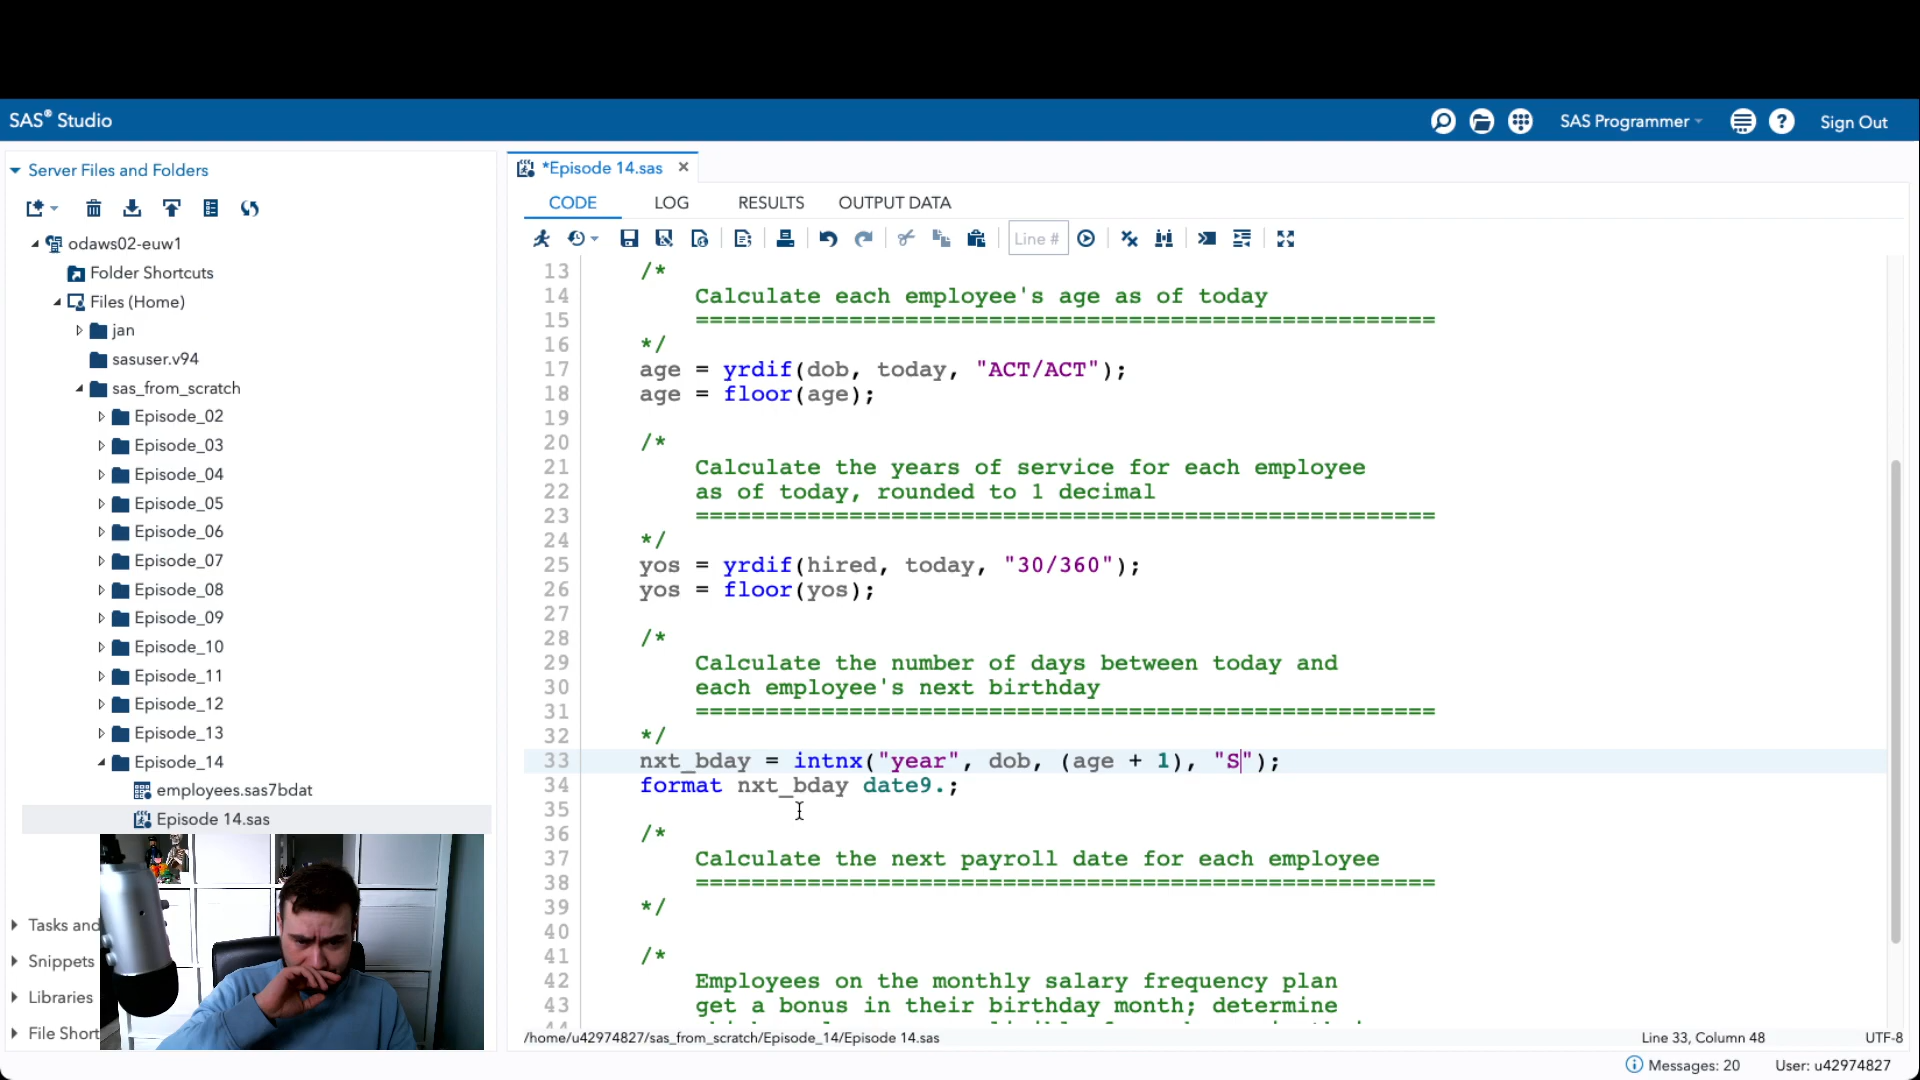 SAS® Studio
SAS Programmer
Sign Out
Server Files and Folders
odaws02-euw1
Folder Shortcuts
Files (Home)
jan
sasuser.v94
sas_from_scratch
Episode_02
Episode_03
Episode_04
Episode_05
Episode_06
Episode_07
Episode_08
Episode_09
Episode_10
Episode_11
Episode_12
Episode_13
Episode_14
employees.sas7bdat
Episode 14.sas
Tasks and
Snippets
Libraries
File Short
*Episode 14.sas
CODE LOG RESULTS OUTPUT DATA
Line #
13 /*
14 Calculate each employee's age as of today
15 =====================================================
16 */
17 age = yrdif(dob, today, "ACT/ACT");
18 age = floor(age);
19
20 /*
21 Calculate the years of service for each employee
22 as of today, rounded to 1 decimal
23 =====================================================
24 */
25 yos = yrdif(hired, today, "30/360");
26 yos = floor(yos);
27
28 /*
29 Calculate the number of days between today and
30 each employee's next birthday
31 =====================================================
32 */
33 nxt_bday = intnx("year", dob, (age + 1), "S");
34 format nxt_bday date9.;
35
36 /*
37 Calculate the next payroll date for each employee
38 =====================================================
39 */
40
41 /*
42 Employees on the monthly salary frequency plan
43 get a bonus in their birthday month; determine
/home/u42974827/sas_from_scratch/Episode_14/Episode 14.sas
Line 33, Column 48
UTF-8
Messages: 20
User: u42974827